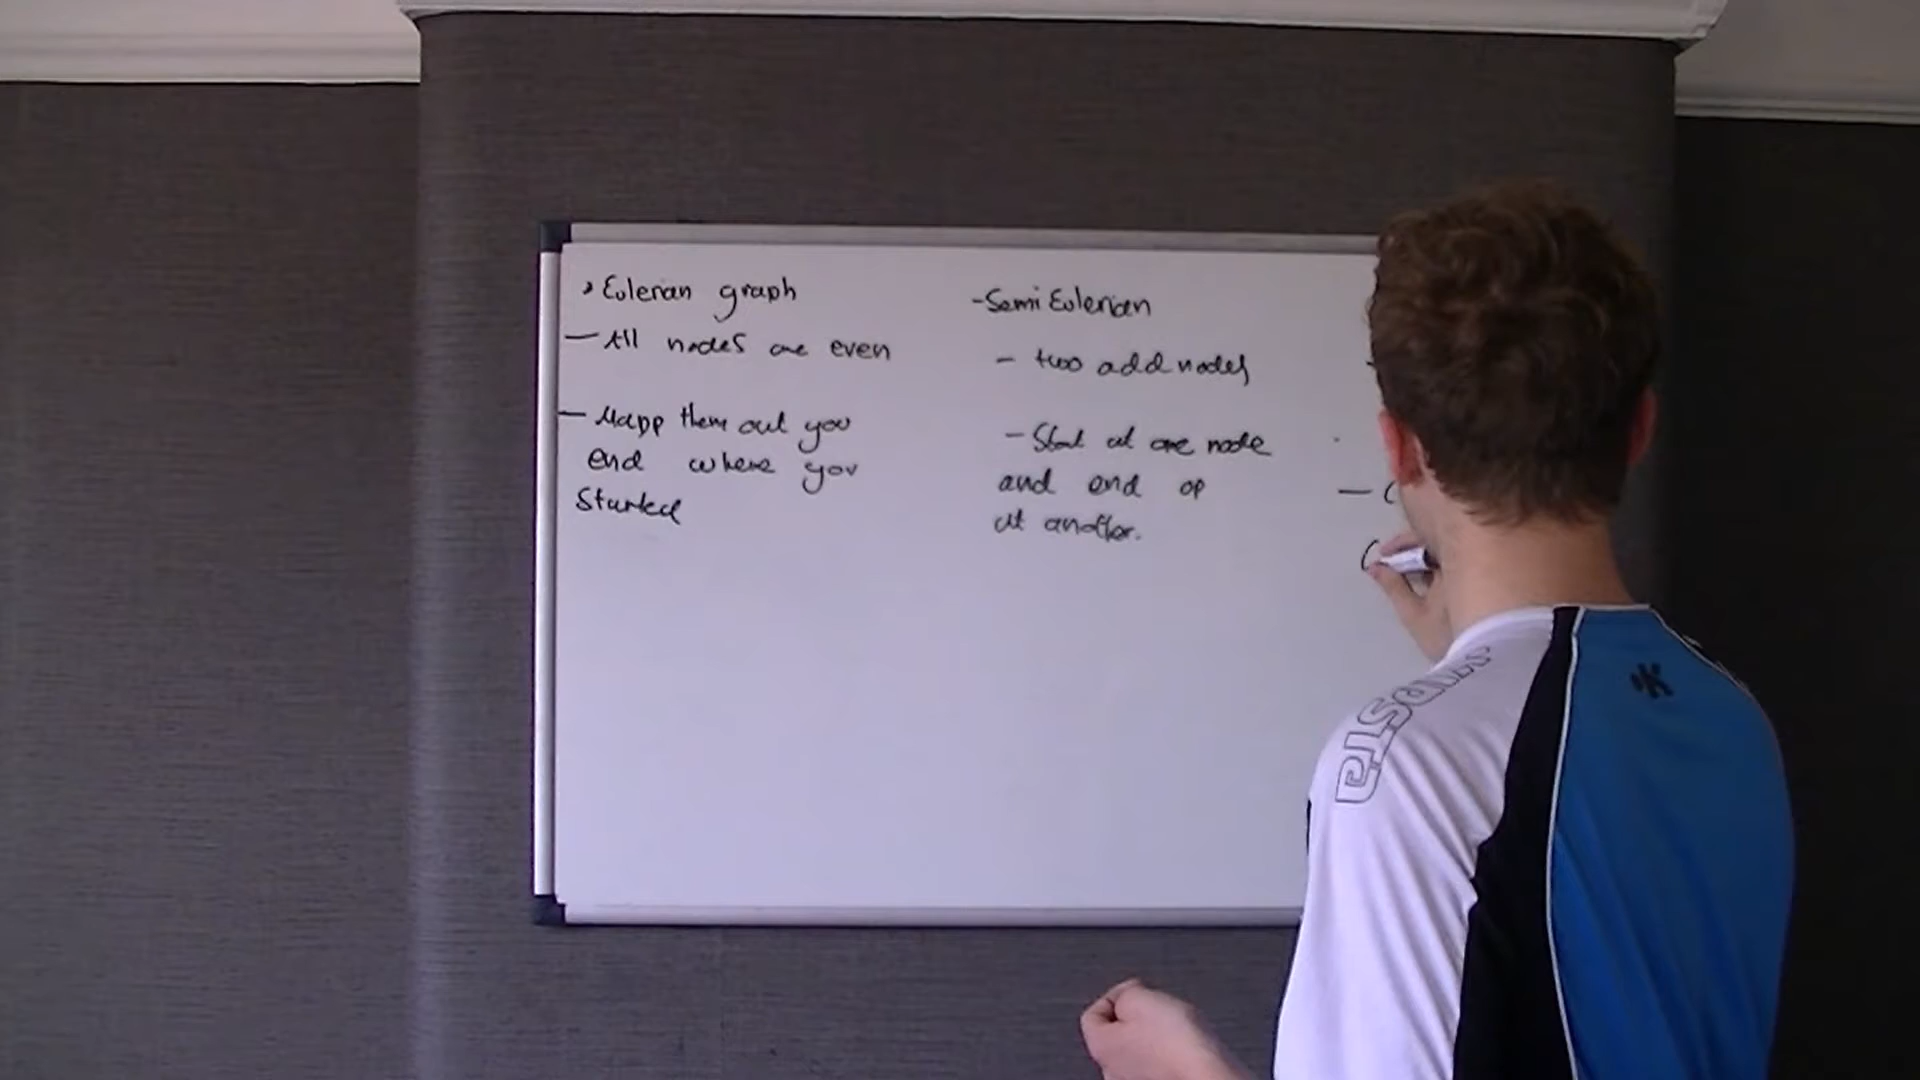 Eulerian graph
— All nodes are even
— Mapp them out you
end where you
Started
- Semi Eulerian
- two odd nodes
- Start at one node
and end up
at another.